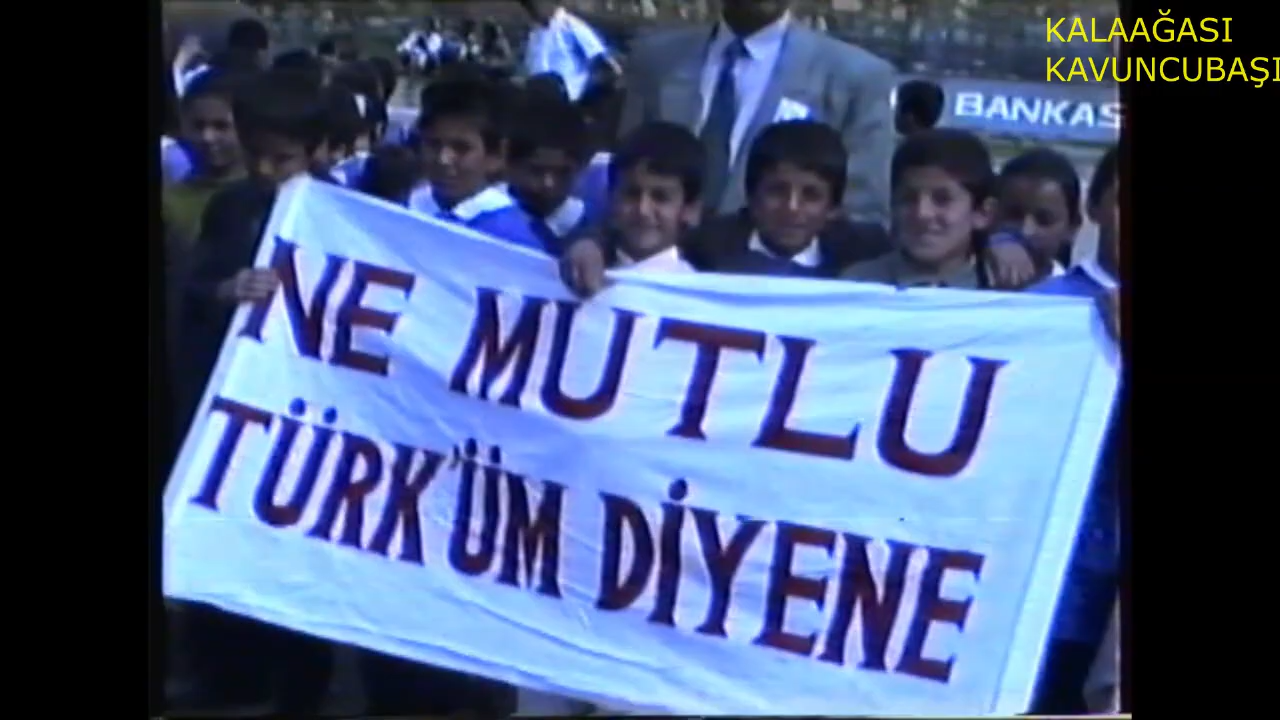 KALAAĞASI
KAVUNCUBAŞI
BANKAS
NE MUTLU
TÜRK'ÜM DİYENE